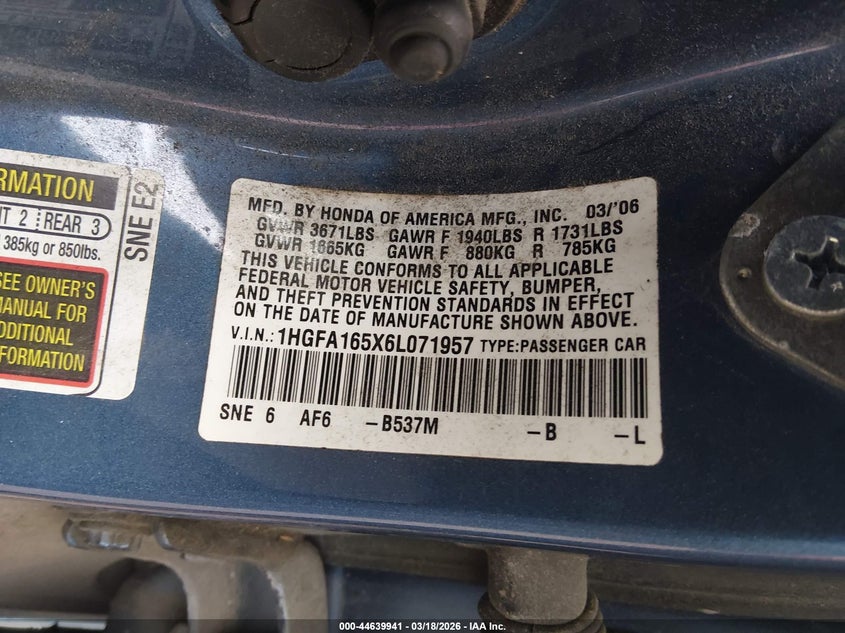 RMATION
NT 2 REAR 3
385kg or 850lbs.
SEE OWNER'S
MANUAL FOR
DDITIONAL
NFORMATION
SNE E2
MFD. BY HONDA OF AMERICA MFG., INC. 03/'06
GVWR 3671LBS GAWR F 1940LBS R 1731LBS
GVWR 1665KG GAWR F 880KG R 785KG
THIS VEHICLE CONFORMS TO ALL APPLICABLE
FEDERAL MOTOR VEHICLE SAFETY, BUMPER,
AND THEFT PREVENTION STANDARDS IN EFFECT
ON THE DATE OF MANUFACTURE SHOWN ABOVE.
V.I.N.: 1HGFA165X6L071957 TYPE:PASSENGER CAR
SNE 6 AF6 -B537M -B -L
000-44639941 - 03/18/2026 - IAA Inc.